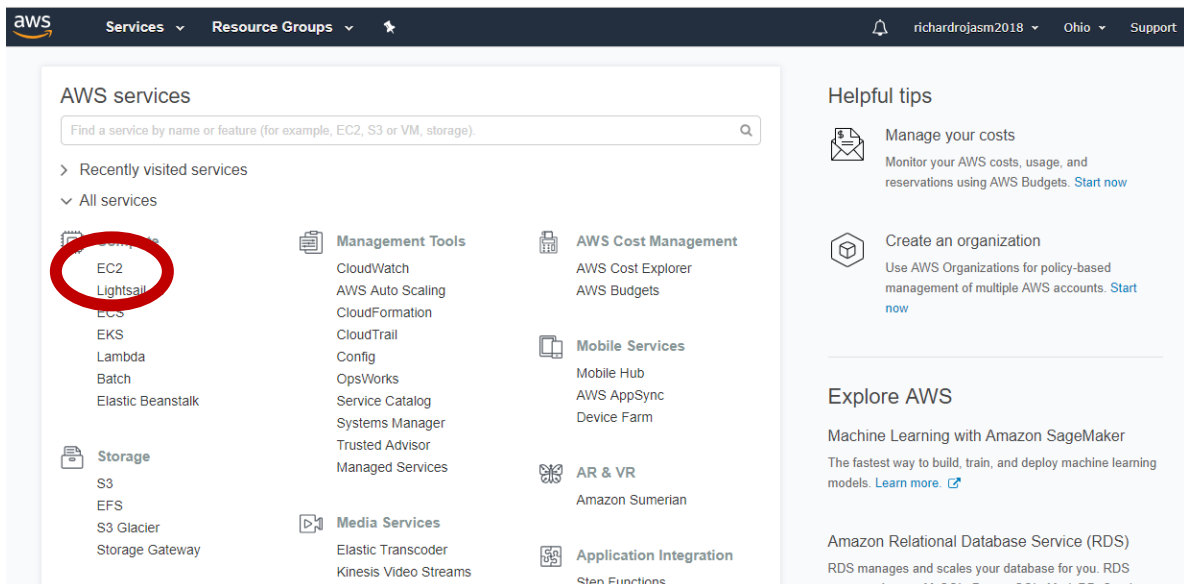 aws
Services
Resource Groups
richardrojasm2018
Ohio
Support
AWS services
Find a service by name or feature (for example, EC2, S3 or VM, storage).
Recently visited services
All services
Compute
EC2
Lightsail
ECS
EKS
Lambda
Batch
Elastic Beanstalk
Storage
S3
EFS
S3 Glacier
Storage Gateway
Management Tools
CloudWatch
AWS Auto Scaling
CloudFormation
CloudTrail
Config
OpsWorks
Service Catalog
Systems Manager
Trusted Advisor
Managed Services
Media Services
Elastic Transcoder
Kinesis Video Streams
AWS Cost Management
AWS Cost Explorer
AWS Budgets
Mobile Services
Mobile Hub
AWS AppSync
Device Farm
AR & VR
Amazon Sumerian
Application Integration
Step Functions
Helpful tips
Manage your costs
Monitor your AWS costs, usage, and
reservations using AWS Budgets. Start now
Create an organization
Use AWS Organizations for policy-based
management of multiple AWS accounts. Start
now
Explore AWS
Machine Learning with Amazon SageMaker
The fastest way to build, train, and deploy machine learning
models. Learn more.
Amazon Relational Database Service (RDS)
RDS manages and scales your database for you. RDS